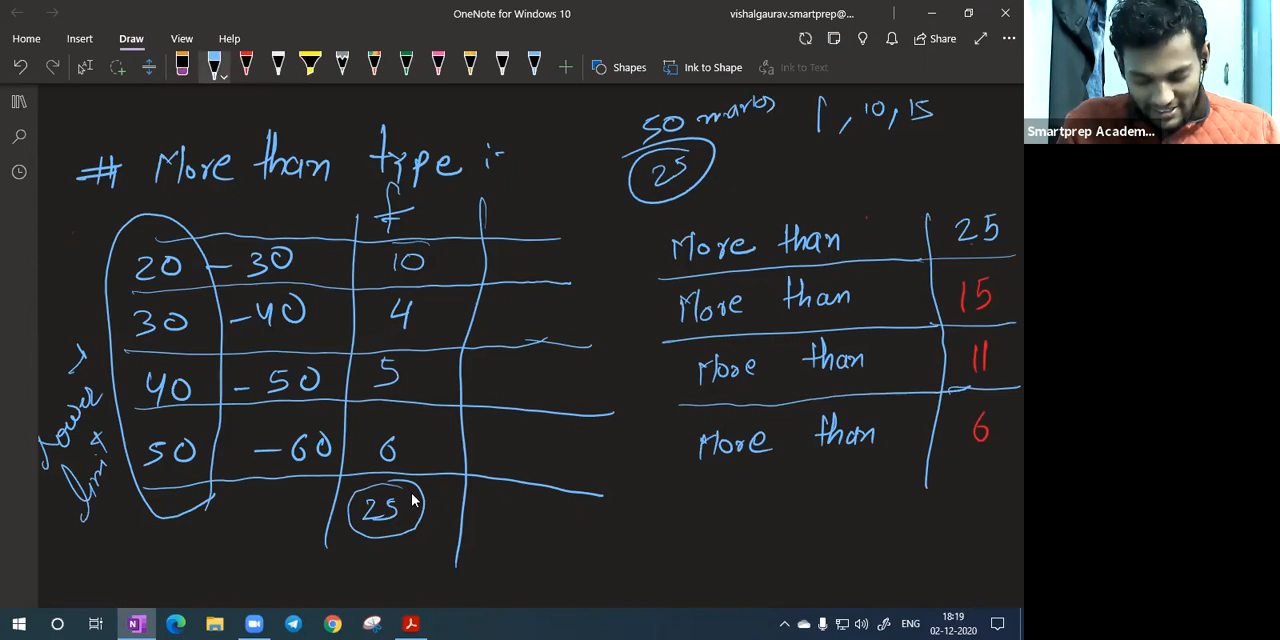 OneNote for Windows 10
vishalgaurav.smartprep@...
Home Insert Draw View Help
Share
Shapes Ink to Shape Ink to Text
50 marks 1, 10, 15
25
# More than type :-
f
20 - 30 10
30 - 40 4
40 - 50 5
50 - 60 6
25
Lower limit
More than 25
More than 15
More than 11
More than 6
Smartprep Academ...
ENG
18:19
02-12-2020